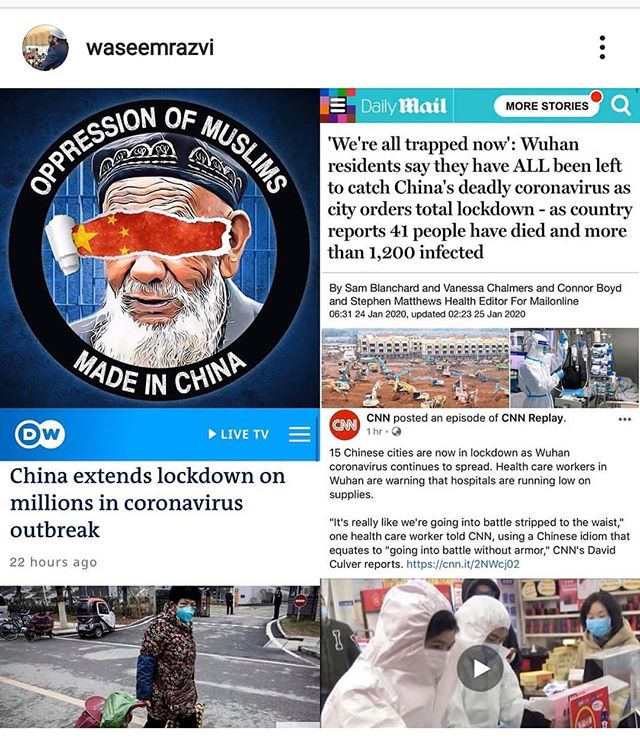 waseemrazvi
OPPRESSION OF MUSLIMS
MADE IN CHINA
Daily Mail
MORE STORIES
'We're all trapped now': Wuhan
residents say they have ALL been left
to catch China's deadly coronavirus as
city orders total lockdown - as country
reports 41 people have died and more
than 1,200 infected
By Sam Blanchard and Vanessa Chalmers and Connor Boyd
and Stephen Matthews Health Editor For Mailonline
06:31 24 Jan 2020, updated 02:23 25 Jan 2020
DW
LIVE TV
China extends lockdown on
millions in coronavirus
outbreak
22 hours ago
CNN
CNN posted an episode of CNN Replay.
1 hr ·
15 Chinese cities are now in lockdown as Wuhan
coronavirus continues to spread. Health care workers in
Wuhan are warning that hospitals are running low on
supplies.
"It's really like we're going into battle stripped to the waist,"
one health care worker told CNN, using a Chinese idiom that
equates to "going into battle without armor," CNN's David
Culver reports. https://cnn.it/2NWcj02